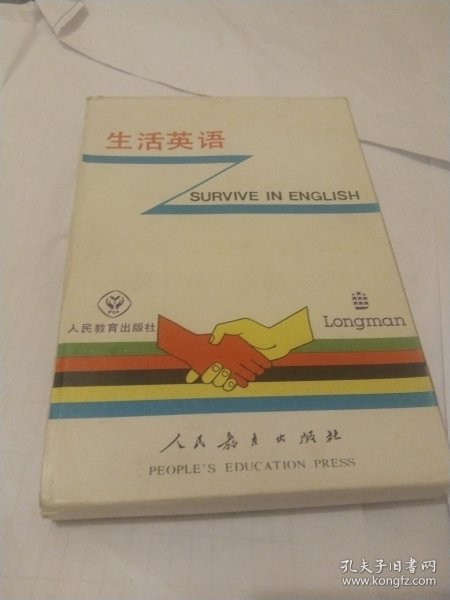 生活英语
SURVIVE IN ENGLISH
PEP
人民教育出版社
Longman
人民教育出版社
PEOPLE'S EDUCATION PRESS
孔夫子旧书网
www.kongfz.com